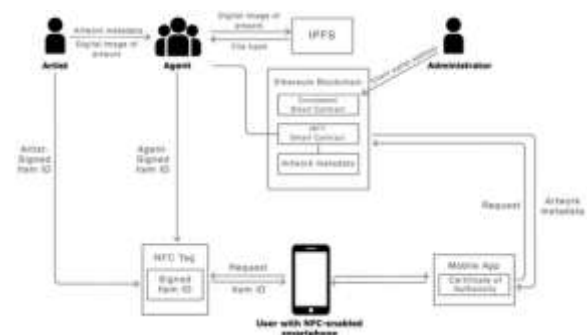 Artwork metadata
Digital image of
artwork
Artist
Agent
Digital image of
artwork
File hash
IPFS
Administrator
Ethereum Blockchain
Smart Contract
NFT
Smart Contract
Artwork metadata
Artist
Signed
Item ID
Agent
Signed
Item ID
Request
Artwork
metadata
NFC Tag
Signed
Item ID
Request
Item ID
Mobile App
Certificate of
Authenticity
User with NFC-enabled
smartphone